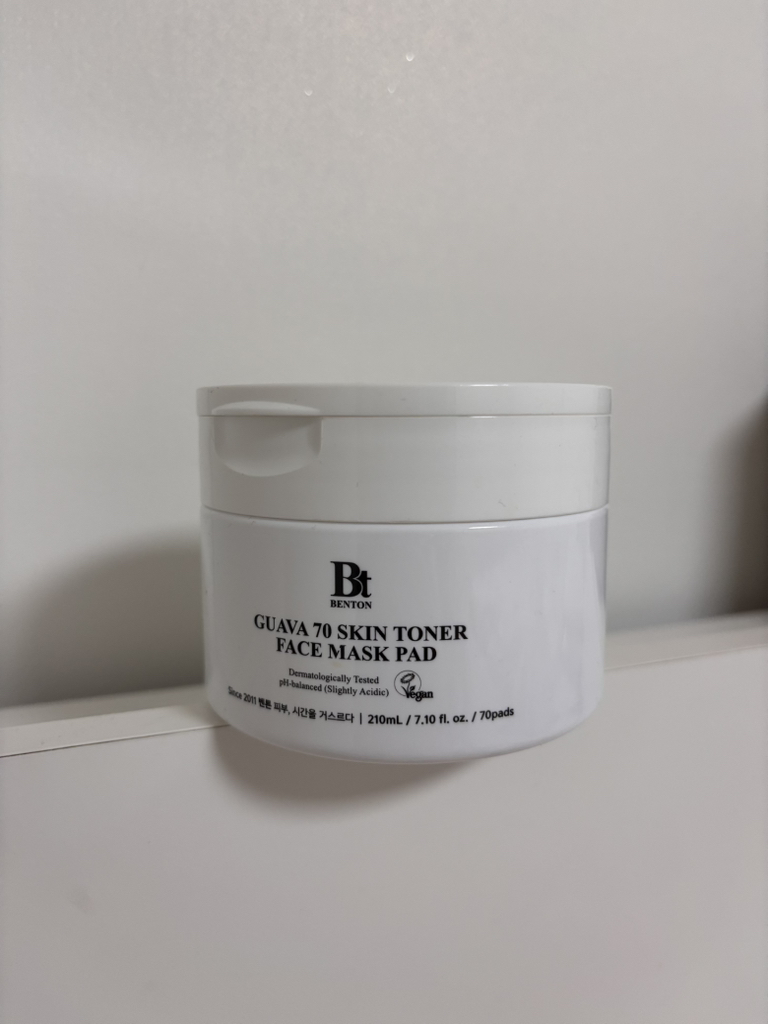 Bt
BENTON
GUAVA 70 SKIN TONER
FACE MASK PAD
Dermatologically Tested
pH-balanced (Slightly Acidic)
Vegan
Since 2011 벤튼 피부, 시간을 거스르다 | 210mL / 7.10 fl. oz. / 70pads